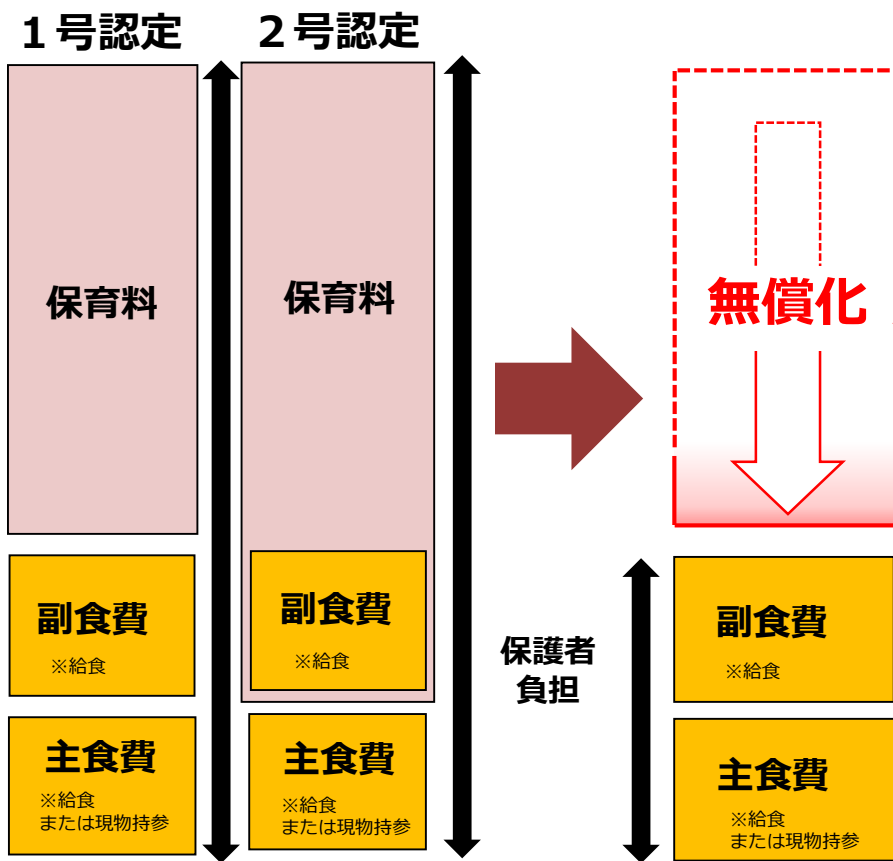 １号認定
２号認定
保育料
保育料
無償化
副食費
※給食
副食費
※給食
保護者
負担
副食費
※給食
主食費
※給食
または現物持参
主食費
※給食
または現物持参
主食費
※給食
または現物持参